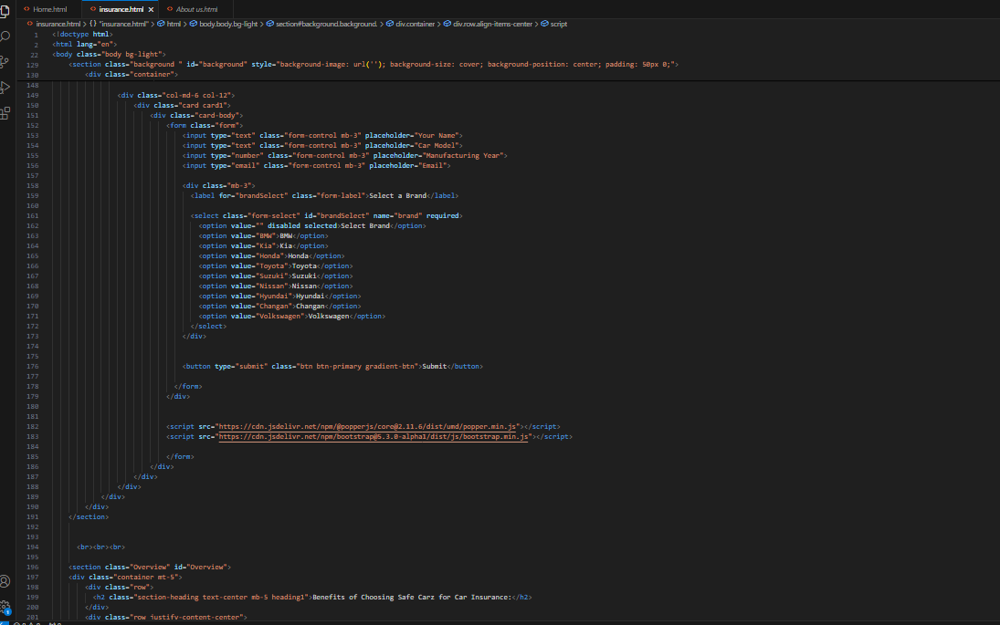 Home.html insurance.html About us.html
insurance.html > "insurance.html" > html > body.body.bg-light > section#background.background. > div.container > div.row.align-items-center > script
1 <!doctype html>
2 <html lang="en">
22 <body class="body bg-light">
129 <section class="background " id="background" style="background-image: url(''); background-size: cover; background-position: center; padding: 50px 0;">
130 <div class="container">
148
149 <div class="col-md-6 col-12">
150 <div class="card card1">
151 <div class="card-body">
152 <form class="form">
153 <input type="text" class="form-control mb-3" placeholder="Your Name">
154 <input type="text" class="form-control mb-3" placeholder="Car Model">
155 <input type="number" class="form-control mb-3" placeholder="Manufacturing Year">
156 <input type="email" class="form-control mb-3" placeholder="Email">
157
158 <div class="mb-3">
159 <label for="brandSelect" class="form-label">Select a Brand</label>
160
161 <select class="form-select" id="brandSelect" name="brand" required>
162 <option value="" disabled selected>Select Brand</option>
163 <option value="BMW">BMW</option>
164 <option value="Kia">Kia</option>
165 <option value="Honda">Honda</option>
166 <option value="Toyota">Toyota</option>
167 <option value="Suzuki">Suzuki</option>
168 <option value="Nissan">Nissan</option>
169 <option value="Hyundai">Hyundai</option>
170 <option value="Changan">Changan</option>
171 <option value="Volkswagen">Volkswagen</option>
172 </select>
173 </div>
174
175
176 <button type="submit" class="btn btn-primary gradient-btn">Submit</button>
177
178 </form>
179 </div>
180
181
182 <script src="https://cdn.jsdelivr.net/npm/@popperjs/core@2.11.6/dist/umd/popper.min.js"></script>
183 <script src="https://cdn.jsdelivr.net/npm/bootstrap@5.3.0-alpha1/dist/js/bootstrap.min.js"></script>
184
185 </form>
186 </div>
187 </div>
188 </div>
189 </div>
190 </div>
191 </section>
192
193
194 <br><br><br>
195
196 <section class="Overview" id="Overview">
197 <div class="container mt-5">
198 <div class="row">
199 <h2 class="section-heading text-center mb-5 heading1">Benefits of Choosing Safe Carz for Car Insurance:</h2>
200 </div>
201 <div class="row justify-content-center">